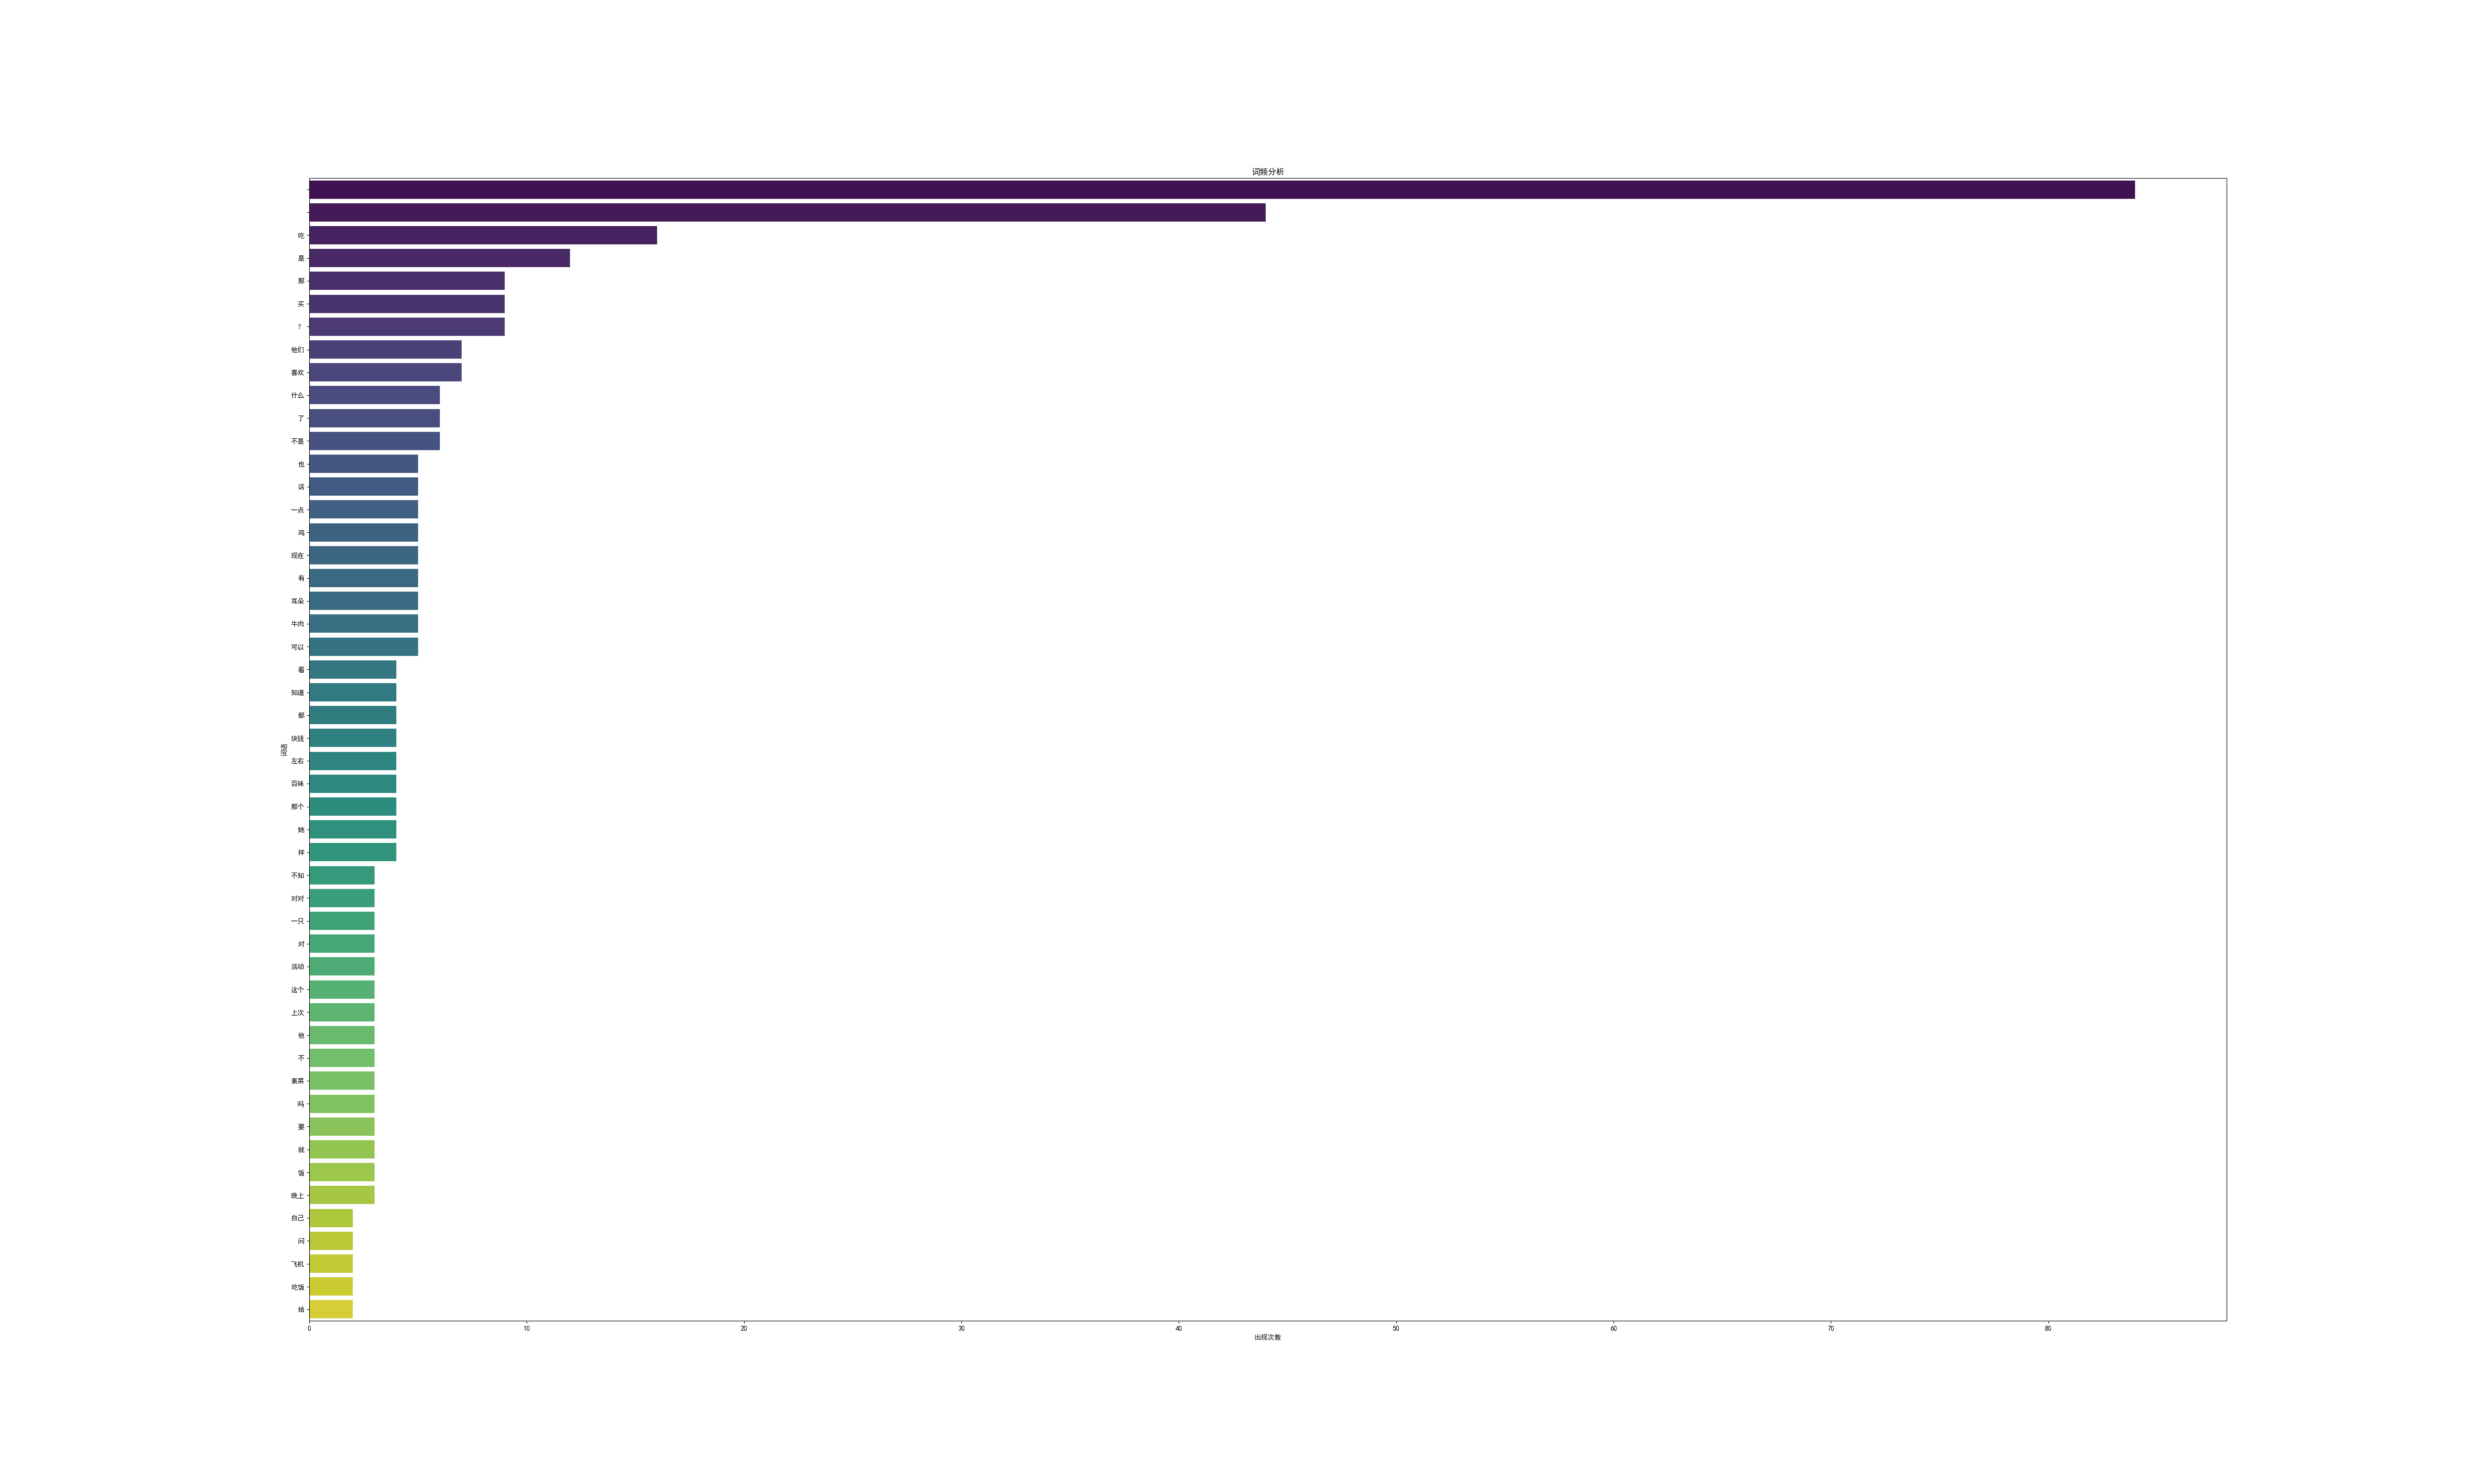 词频分析
吃
是
那
买
?
他们
喜欢
什么
了
不是
也
话
一点
鸡
现在
有
耳朵
牛肉
可以
看
知道
都
块钱
左右
百味
那个
她
拌
不知
对对
一只
对
活动
这个
上次
他
不
素菜
吗
要
就
饭
晚上
自己
问
飞机
吃饭
给
词语
0 10 20 30 40 50 60 70 80
出现次数